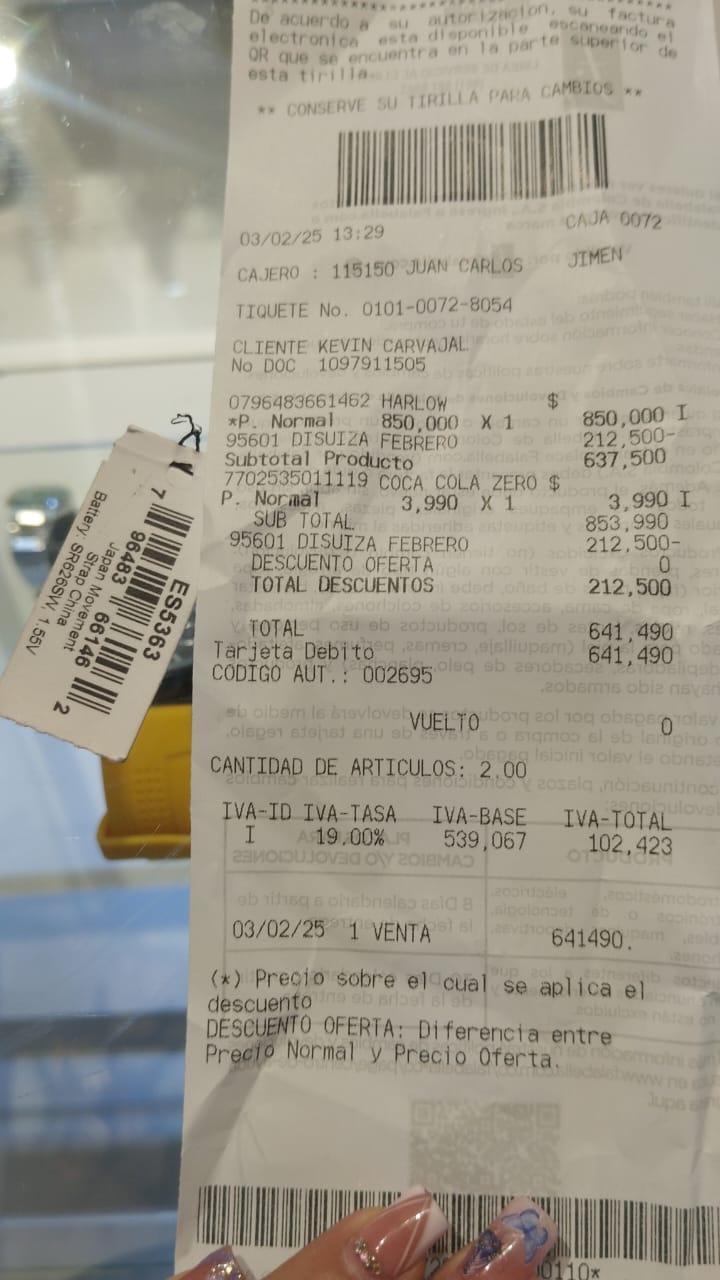 De acuerdo a su autorizacion, su factura
electronica esta disponible escaneando el
QR que se encuentra en la parte superior de
esta tirilla.
** CONSERVE SU TIRILLA PARA CAMBIOS **
03/02/25 13:29 CAJA 0072
CAJERO : 115150 JUAN CARLOS JIMEN
TIQUETE No. 0101-0072-8054
CLIENTE KEVIN CARVAJAL
No DOC 1097911505
0796483661462 HARLOW $
*P. Normal 850,000 X 1 850,000 I
95601 DISUIZA FEBRERO 212,500-
Subtotal Producto 637,500
7702535011119 COCA COLA ZERO $
P. Normal 3,990 X 1 3,990 I
SUB TOTAL 853,990
95601 DISUIZA FEBRERO 212,500-
DESCUENTO OFERTA 0
TOTAL DESCUENTOS 212,500
TOTAL 641,490
Tarjeta Debito 641,490
CODIGO AUT.: 002695
VUELTO 0
CANTIDAD DE ARTICULOS: 2.00
IVA-ID IVA-TASA IVA-BASE IVA-TOTAL
I 19.00% 539,067 102,423
03/02/25 1 VENTA 641490.
(*) Precio sobre el cual se aplica el
descuento
DESCUENTO OFERTA: Diferencia entre
Precio Normal y Precio Oferta.
ES5363
7 96483 66146 2
Japan Movement
Strap China
Battery: SR626SW, 1.55V